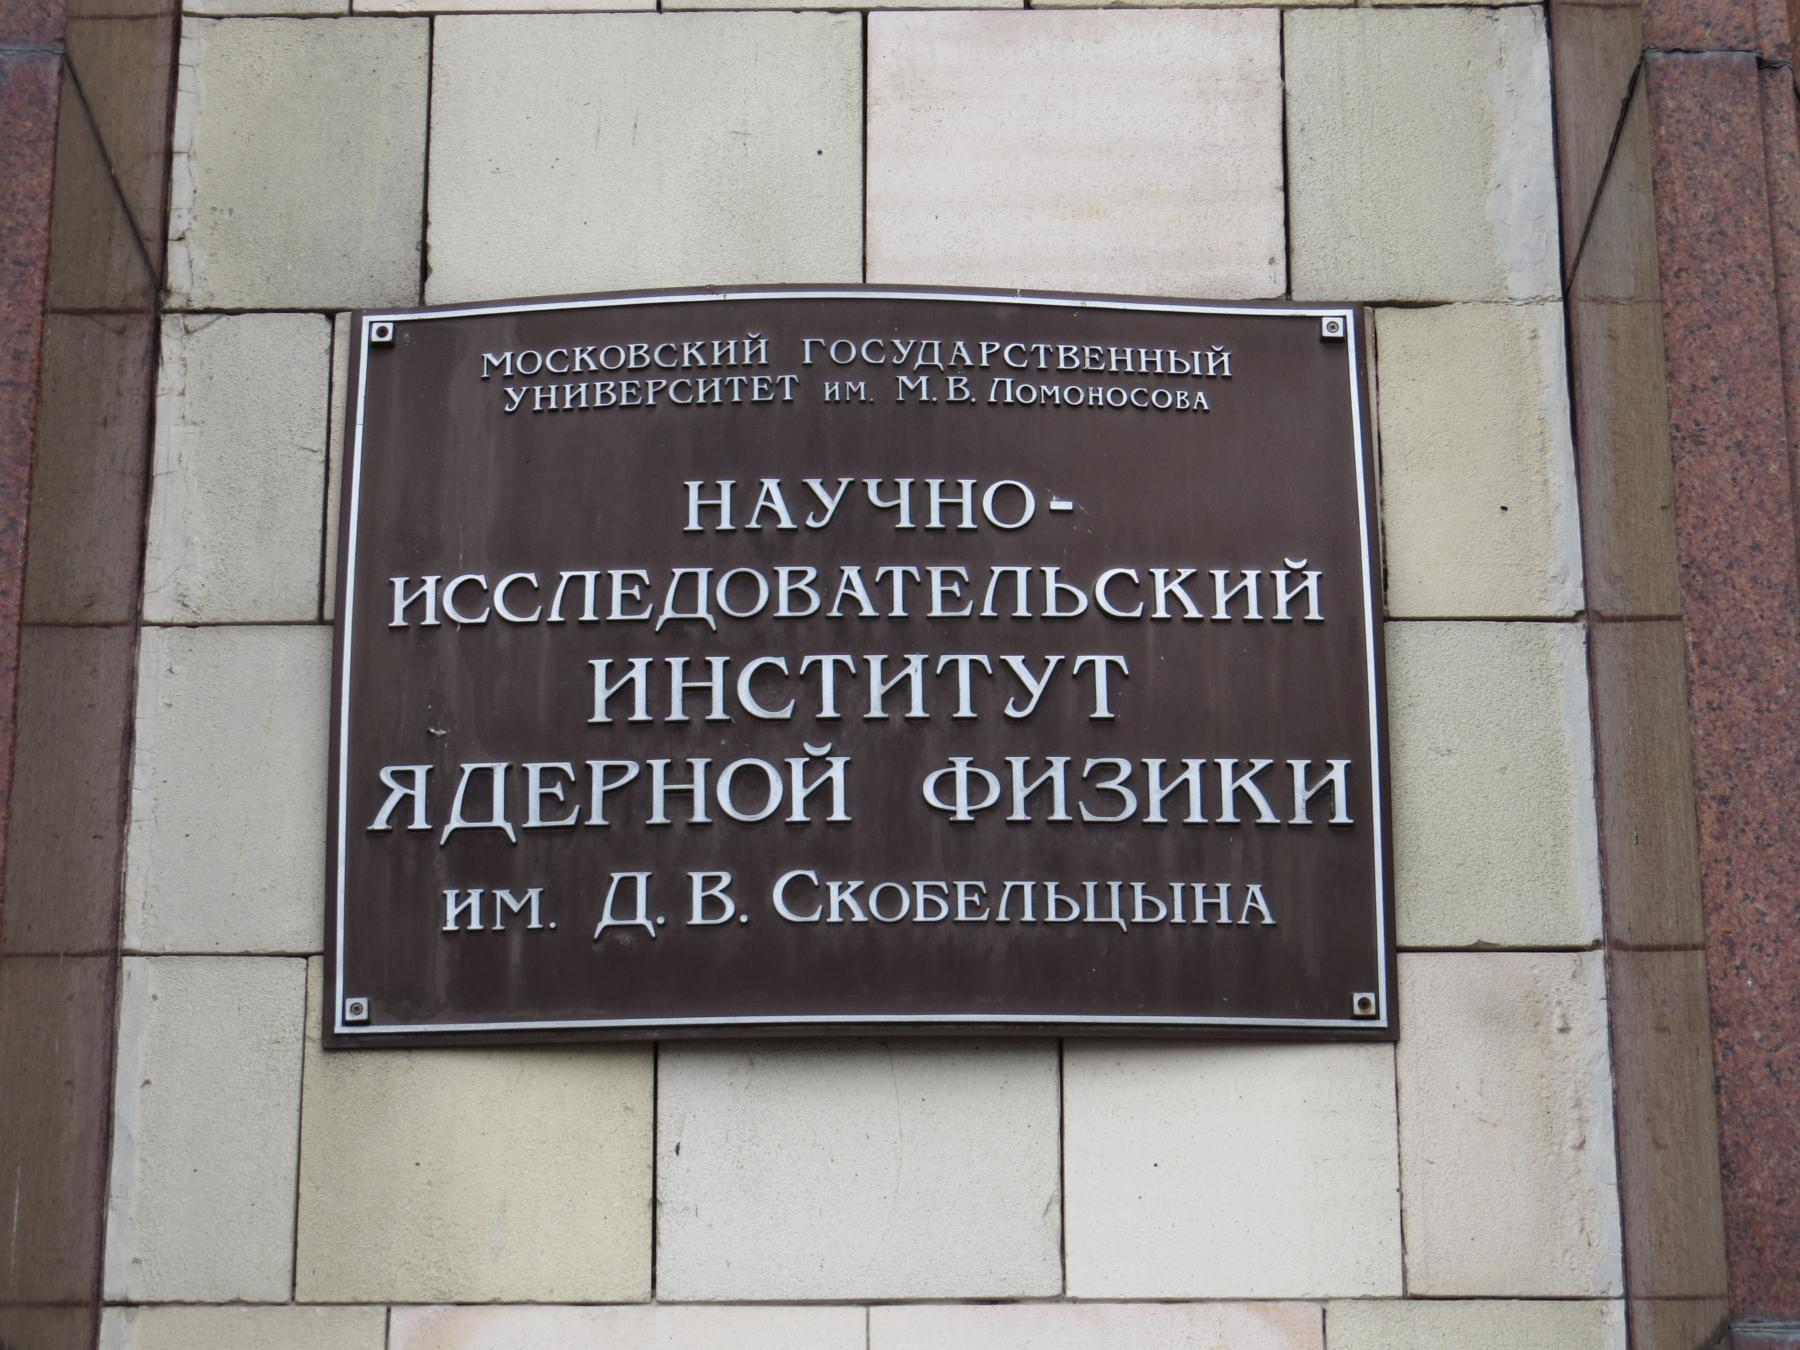 МОСКОВСКИЙ ГОСУДАРСТВЕННЫЙ
УНИВЕРСИТЕТ ИМ. М.В. ЛОМОНОСОВА
НАУЧНО-
ИССЛЕДОВАТЕЛЬСКИЙ
ИНСТИТУТ
ЯДЕРНОЙ ФИЗИКИ
ИМ. Д.В. СКОБЕЛЬЦЫНА